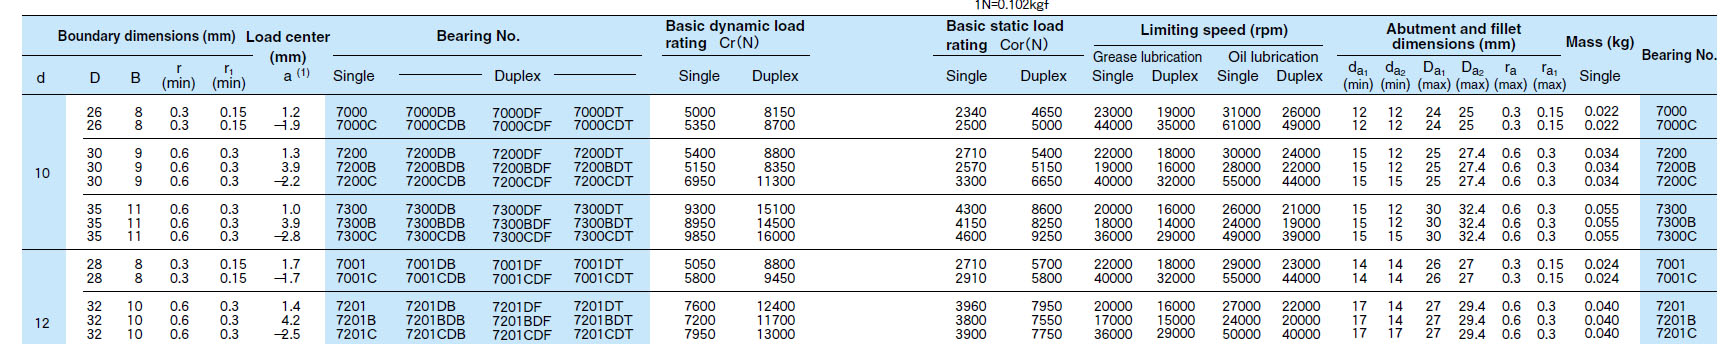 1N=0.102kgf
Boundary dimensions (mm) Load center (mm) Bearing No. Basic dynamic load rating Cr(N) Basic static load rating Cor(N) Limiting speed (rpm) Abutment and fillet dimensions (mm) Mass (kg) Bearing No.
Grease lubrication Oil lubrication
d D B r (min) r1 (min) a (1) Single Duplex Single Duplex Single Duplex Single Duplex Single Duplex da1 (min) da2 (min) Da1 (max) Da2 (max) ra (max) ra1 (max) Single
26 8 0.3 0.15 1.2 7000 7000DB 7000DF 7000DT 5000 8150 2340 4650 23000 19000 31000 26000 12 12 24 25 0.3 0.15 0.022 7000
26 8 0.3 0.15 –1.9 7000C 7000CDB 7000CDF 7000CDT 5350 8700 2500 5000 44000 35000 61000 49000 12 12 24 25 0.3 0.15 0.022 7000C
30 9 0.6 0.3 1.3 7200 7200DB 7200DF 7200DT 5400 8800 2710 5400 22000 18000 30000 24000 15 12 25 27.4 0.6 0.3 0.034 7200
10 30 9 0.6 0.3 3.9 7200B 7200BDB 7200BDF 7200BDT 5150 8350 2570 5150 19000 16000 28000 22000 15 12 25 27.4 0.6 0.3 0.034 7200B
30 9 0.6 0.3 –2.2 7200C 7200CDB 7200CDF 7200CDT 6950 11300 3300 6650 40000 32000 55000 44000 15 15 25 27.4 0.6 0.3 0.034 7200C
35 11 0.6 0.3 1.0 7300 7300DB 7300DF 7300DT 9300 15100 4300 8600 20000 16000 26000 21000 15 12 30 32.4 0.6 0.3 0.055 7300
35 11 0.6 0.3 3.9 7300B 7300BDB 7300BDF 7300BDT 8950 14500 4150 8250 18000 14000 24000 19000 15 12 30 32.4 0.6 0.3 0.055 7300B
35 11 0.6 0.3 –2.8 7300C 7300CDB 7300CDF 7300CDT 9850 16000 4600 9250 36000 29000 49000 39000 15 15 30 32.4 0.6 0.3 0.055 7300C
28 8 0.3 0.15 1.7 7001 7001DB 7001DF 7001DT 5050 8800 2710 5700 22000 18000 29000 23000 14 14 26 27 0.3 0.15 0.024 7001
28 8 0.3 0.15 –1.7 7001C 7001CDB 7001CDF 7001CDT 5800 9450 2910 5800 40000 32000 55000 44000 14 14 26 27 0.3 0.15 0.024 7001C
32 10 0.6 0.3 1.4 7201 7201DB 7201DF 7201DT 7600 12400 3960 7950 20000 16000 27000 22000 17 14 27 29.4 0.6 0.3 0.040 7201
12 32 10 0.6 0.3 4.2 7201B 7201BDB 7201BDF 7201BDT 7200 11700 3800 7550 17000 15000 24000 20000 17 14 27 29.4 0.6 0.3 0.040 7201B
32 10 0.6 0.3 –2.5 7201C 7201CDB 7201CDF 7201CDT 7950 13000 3900 7750 36000 29000 50000 40000 17 17 27 29.4 0.6 0.3 0.040 7201C